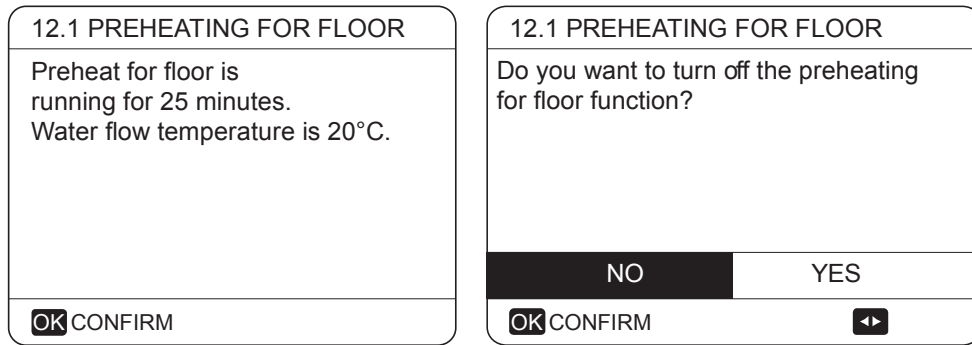 12.1 PREHEATING FOR FLOOR
Preheat for floor is
running for 25 minutes.
Water flow temperature is 20°C.
OK CONFIRM
12.1 PREHEATING FOR FLOOR
Do you want to turn off the preheating
for floor function?
NO YES
OK CONFIRM